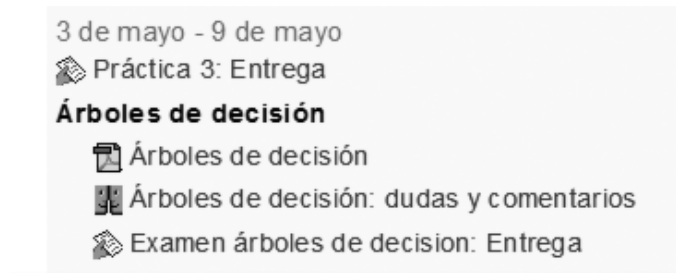 3 de mayo - 9 de mayo
Práctica 3: Entrega
Árboles de decisión
Árboles de decisión
Árboles de decisión: dudas y comentarios
Examen árboles de decision: Entrega